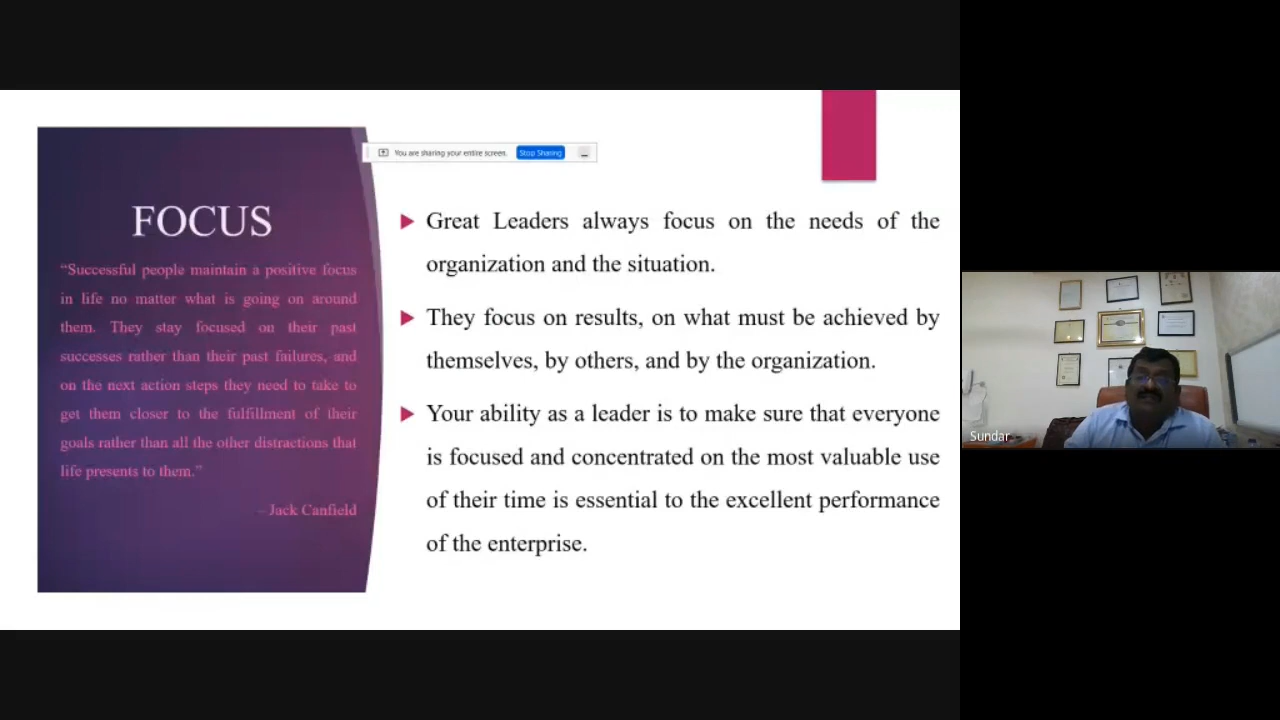 FOCUS
“Successful people maintain a positive focus
in life no matter what is going on around
them. They stay focused on their past
successes rather than their past failures, and
on the next action steps they need to take to
get them closer to the fulfillment of their
goals rather than all the other distractions that
life presents to them.”
– Jack Canfield
You are sharing your entire screen. Stop Sharing
Great Leaders always focus on the needs of the
organization and the situation.
They focus on results, on what must be achieved by
themselves, by others, and by the organization.
Your ability as a leader is to make sure that everyone
is focused and concentrated on the most valuable use
of their time is essential to the excellent performance
of the enterprise.
Sundar